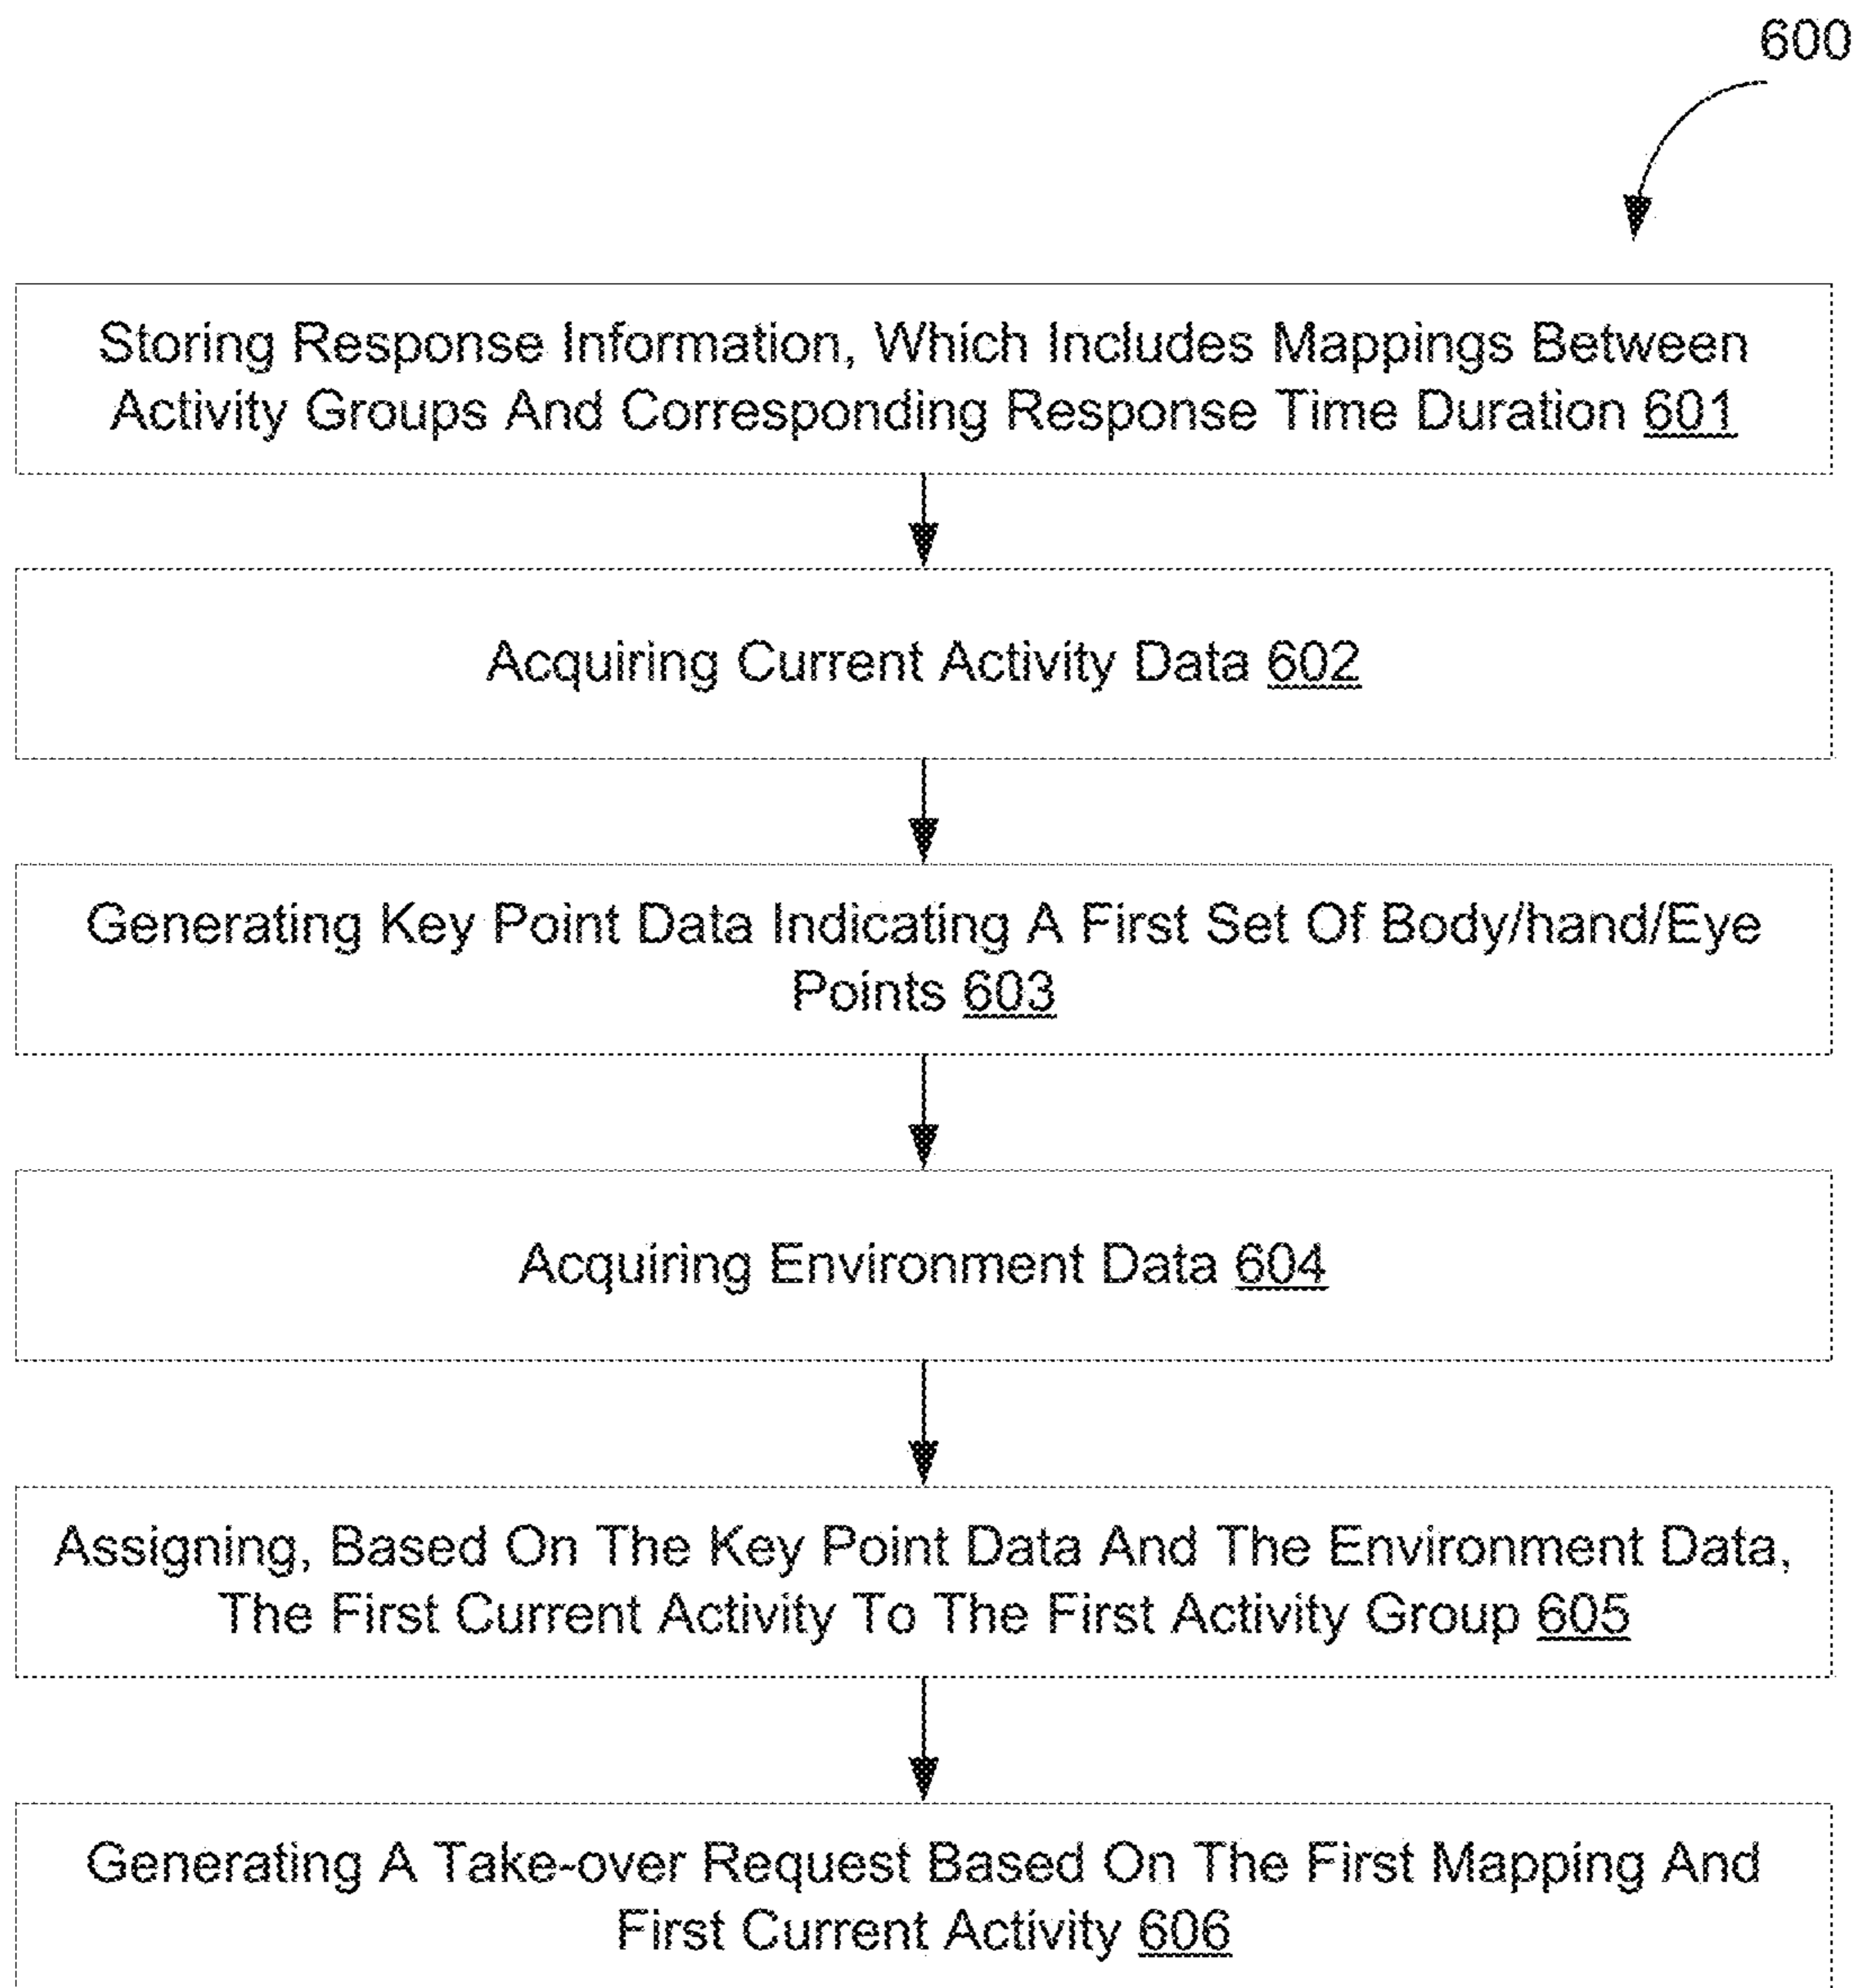 600
Storing Response Information, Which Includes Mappings Between
Activity Groups And Corresponding Response Time Duration 601
Acquiring Current Activity Data 602
Generating Key Point Data Indicating A First Set Of Body/hand/Eye
Points 603
Acquiring Environment Data 604
Assigning, Based On The Key Point Data And The Environment Data,
The First Current Activity To The First Activity Group 605
Generating A Take-over Request Based On The First Mapping And
First Current Activity 606